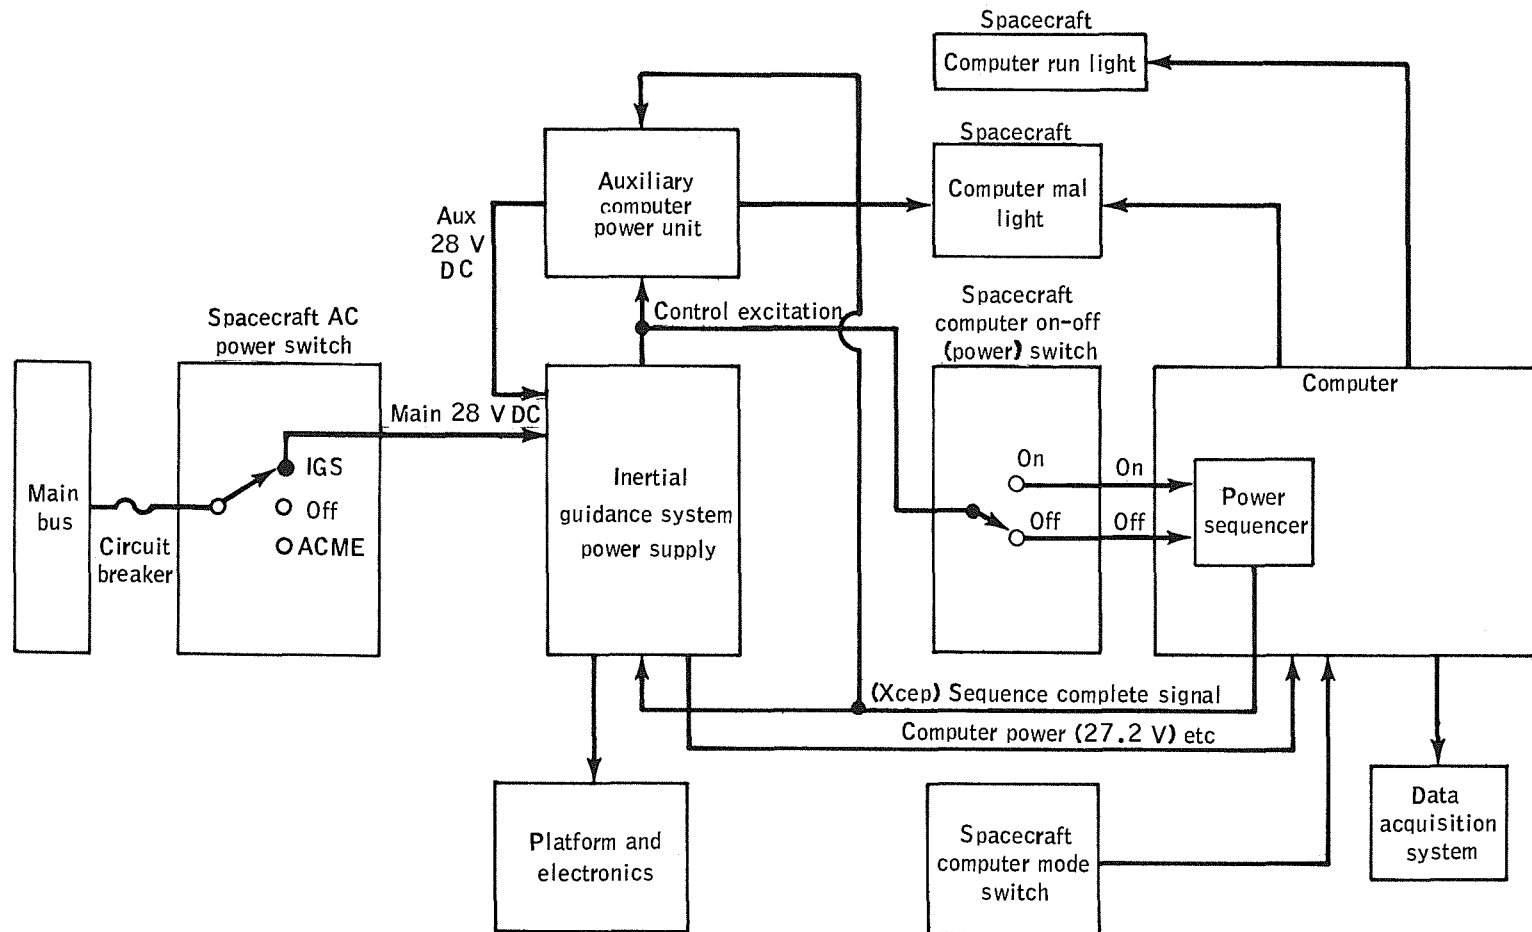 Spacecraft
Computer run light
Spacecraft
Computer mal
light
Auxiliary
computer
power unit
Aux
28 V
DC
Control excitation
Spacecraft
computer on-off
(power) switch
Spacecraft AC
power switch
Main 28 V DC
Computer
IGS
Off
ACME
Main
bus
Circuit
breaker
Inertial
guidance system
power supply
On
On
Off
Off
Power
sequencer
(Xcep) Sequence complete signal
Computer power (27.2 V) etc
Platform and
electronics
Spacecraft
computer mode
switch
Data
acquisition
system